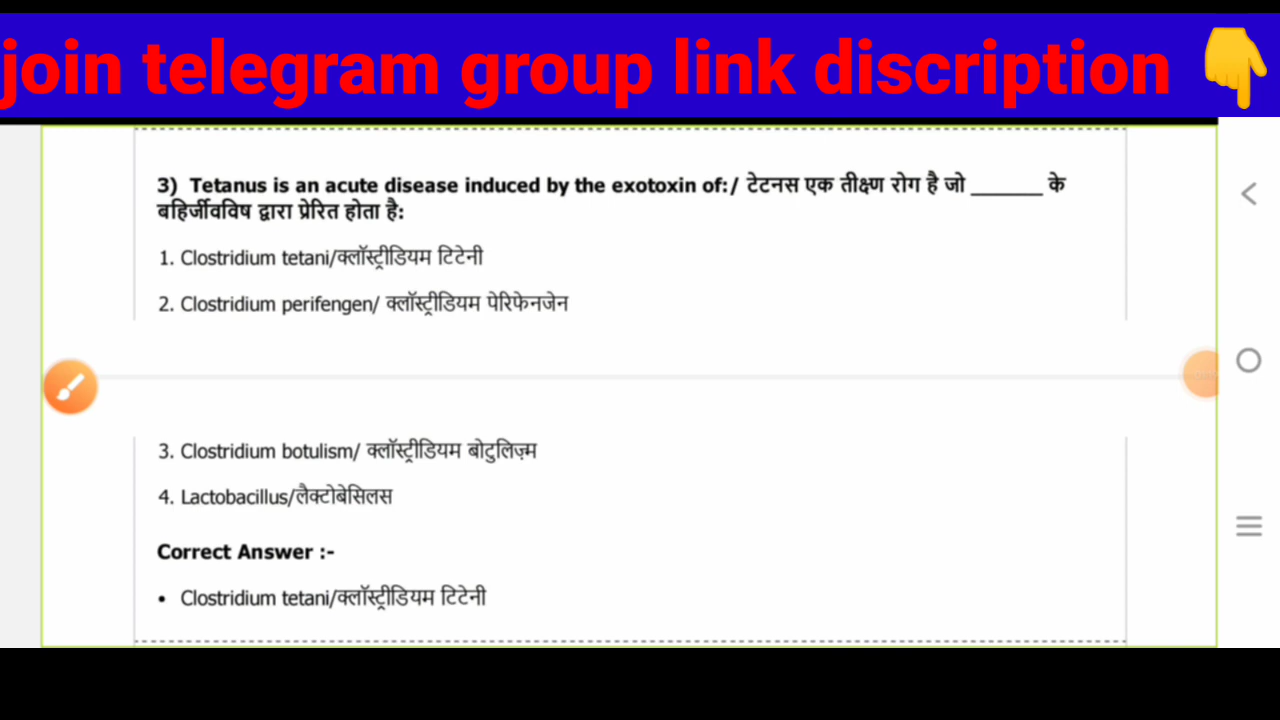 join telegram group link discription
3) Tetanus is an acute disease induced by the exotoxin of:/ टेटनस एक तीक्ष्ण रोग है जो _______ के
बहिर्जीवविष द्वारा प्रेरित होता है:
1. Clostridium tetani/क्लॉस्ट्रीडियम टिटेनी
2. Clostridium perifengen/ क्लॉस्ट्रीडियम पेरिफेनजेन
3. Clostridium botulism/ क्लॉस्ट्रीडियम बोटुलिज़्म
4. Lactobacillus/लैक्टोबेसिलस
Correct Answer :-
• Clostridium tetani/क्लॉस्ट्रीडियम टिटेनी